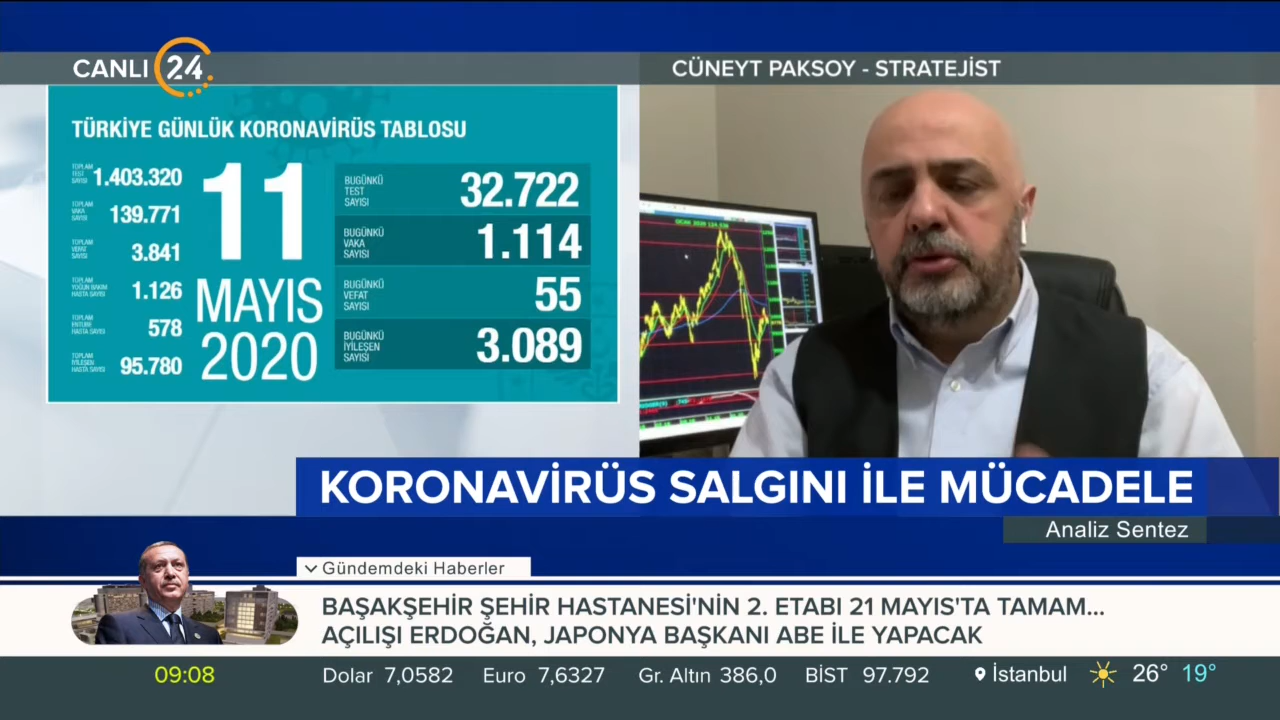 CANLI 24
CÜNEYT PAKSOY - STRATEJİST
TÜRKİYE GÜNLÜK KORONAVİRÜS TABLOSU
TOPLAM
TEST
SAYISI
1.403.320
TOPLAM
VAKA
SAYISI
139.771
TOPLAM
VEFAT
SAYISI
3.841
TOPLAM
YOĞUN BAKIM
HASTA SAYISI
1.126
TOPLAM
ENTÜBE
HASTA SAYISI
578
TOPLAM
İYİLEŞEN
HASTA SAYISI
95.780
11
MAYIS
2020
BUGÜNKÜ
TEST
SAYISI
32.722
BUGÜNKÜ
VAKA
SAYISI
1.114
BUGÜNKÜ
VEFAT
SAYISI
55
BUGÜNKÜ
İYİLEŞEN
SAYISI
3.089
KORONAVİRÜS SALGINI İLE MÜCADELE
Analiz Sentez
Gündemdeki Haberler
BAŞAKŞEHİR ŞEHİR HASTANESİ'NİN 2. ETABI 21 MAYIS'TA TAMAM...
AÇILIŞI ERDOĞAN, JAPONYA BAŞKANI ABE İLE YAPACAK
09:08 Dolar 7,0582 Euro 7,6327 Gr. Altın 386,0 BİST 97.792 İstanbul 26° 19°